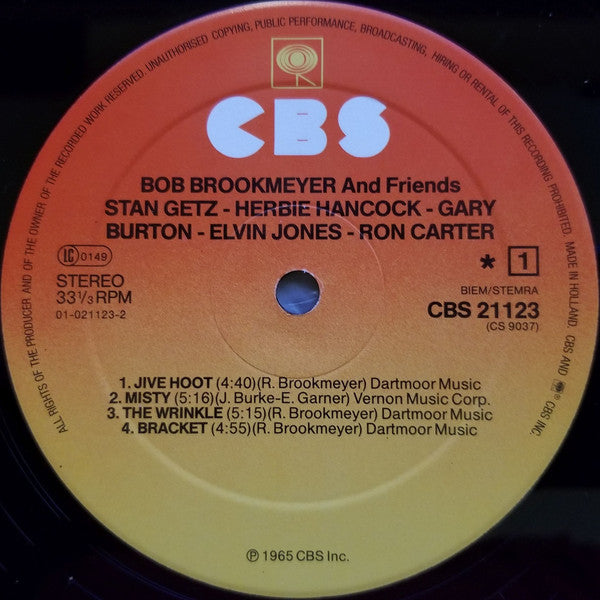 ALL RIGHTS OF THE PRODUCER AND OF THE OWNER OF THE RECORDED WORK RESERVED. UNAUTHORISED COPYING, PUBLIC PERFORMANCE, BROADCASTING, HIRING OR RENTAL OF THIS RECORDING PROHIBITED. MADE IN HOLLAND. CBS AND ARE ® CBS INC.
CBS
BOB BROOKMEYER And Friends
STAN GETZ - HERBIE HANCOCK - GARY
BURTON - ELVIN JONES - RON CARTER
LC 0149
* 1
STEREO
33 1/3 RPM
01-021123-2
BIEM/STEMRA
CBS 21123
(CS 9037)
1. JIVE HOOT (4:40)(R. Brookmeyer) Dartmoor Music
2. MISTY (5:16)(J. Burke-E. Garner) Vernon Music Corp.
3. THE WRINKLE (5:15)(R. Brookmeyer) Dartmoor Music
4. BRACKET (4:55)(R. Brookmeyer) Dartmoor Music
℗ 1965 CBS Inc.